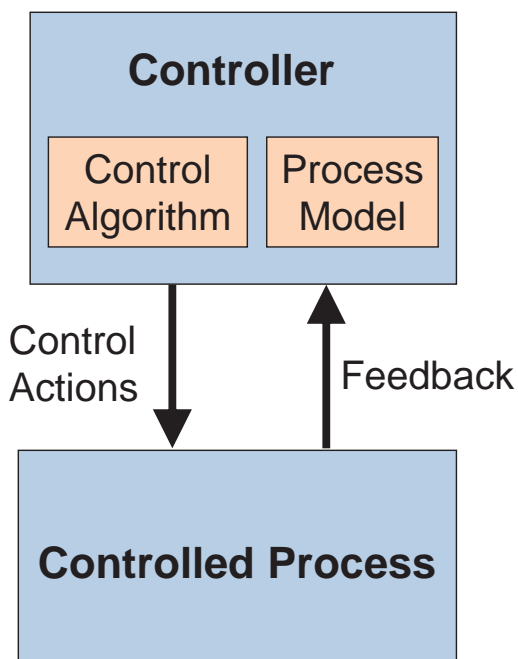 Controller
Control
Algorithm
Process
Model
Control
Actions
Feedback
Controlled Process